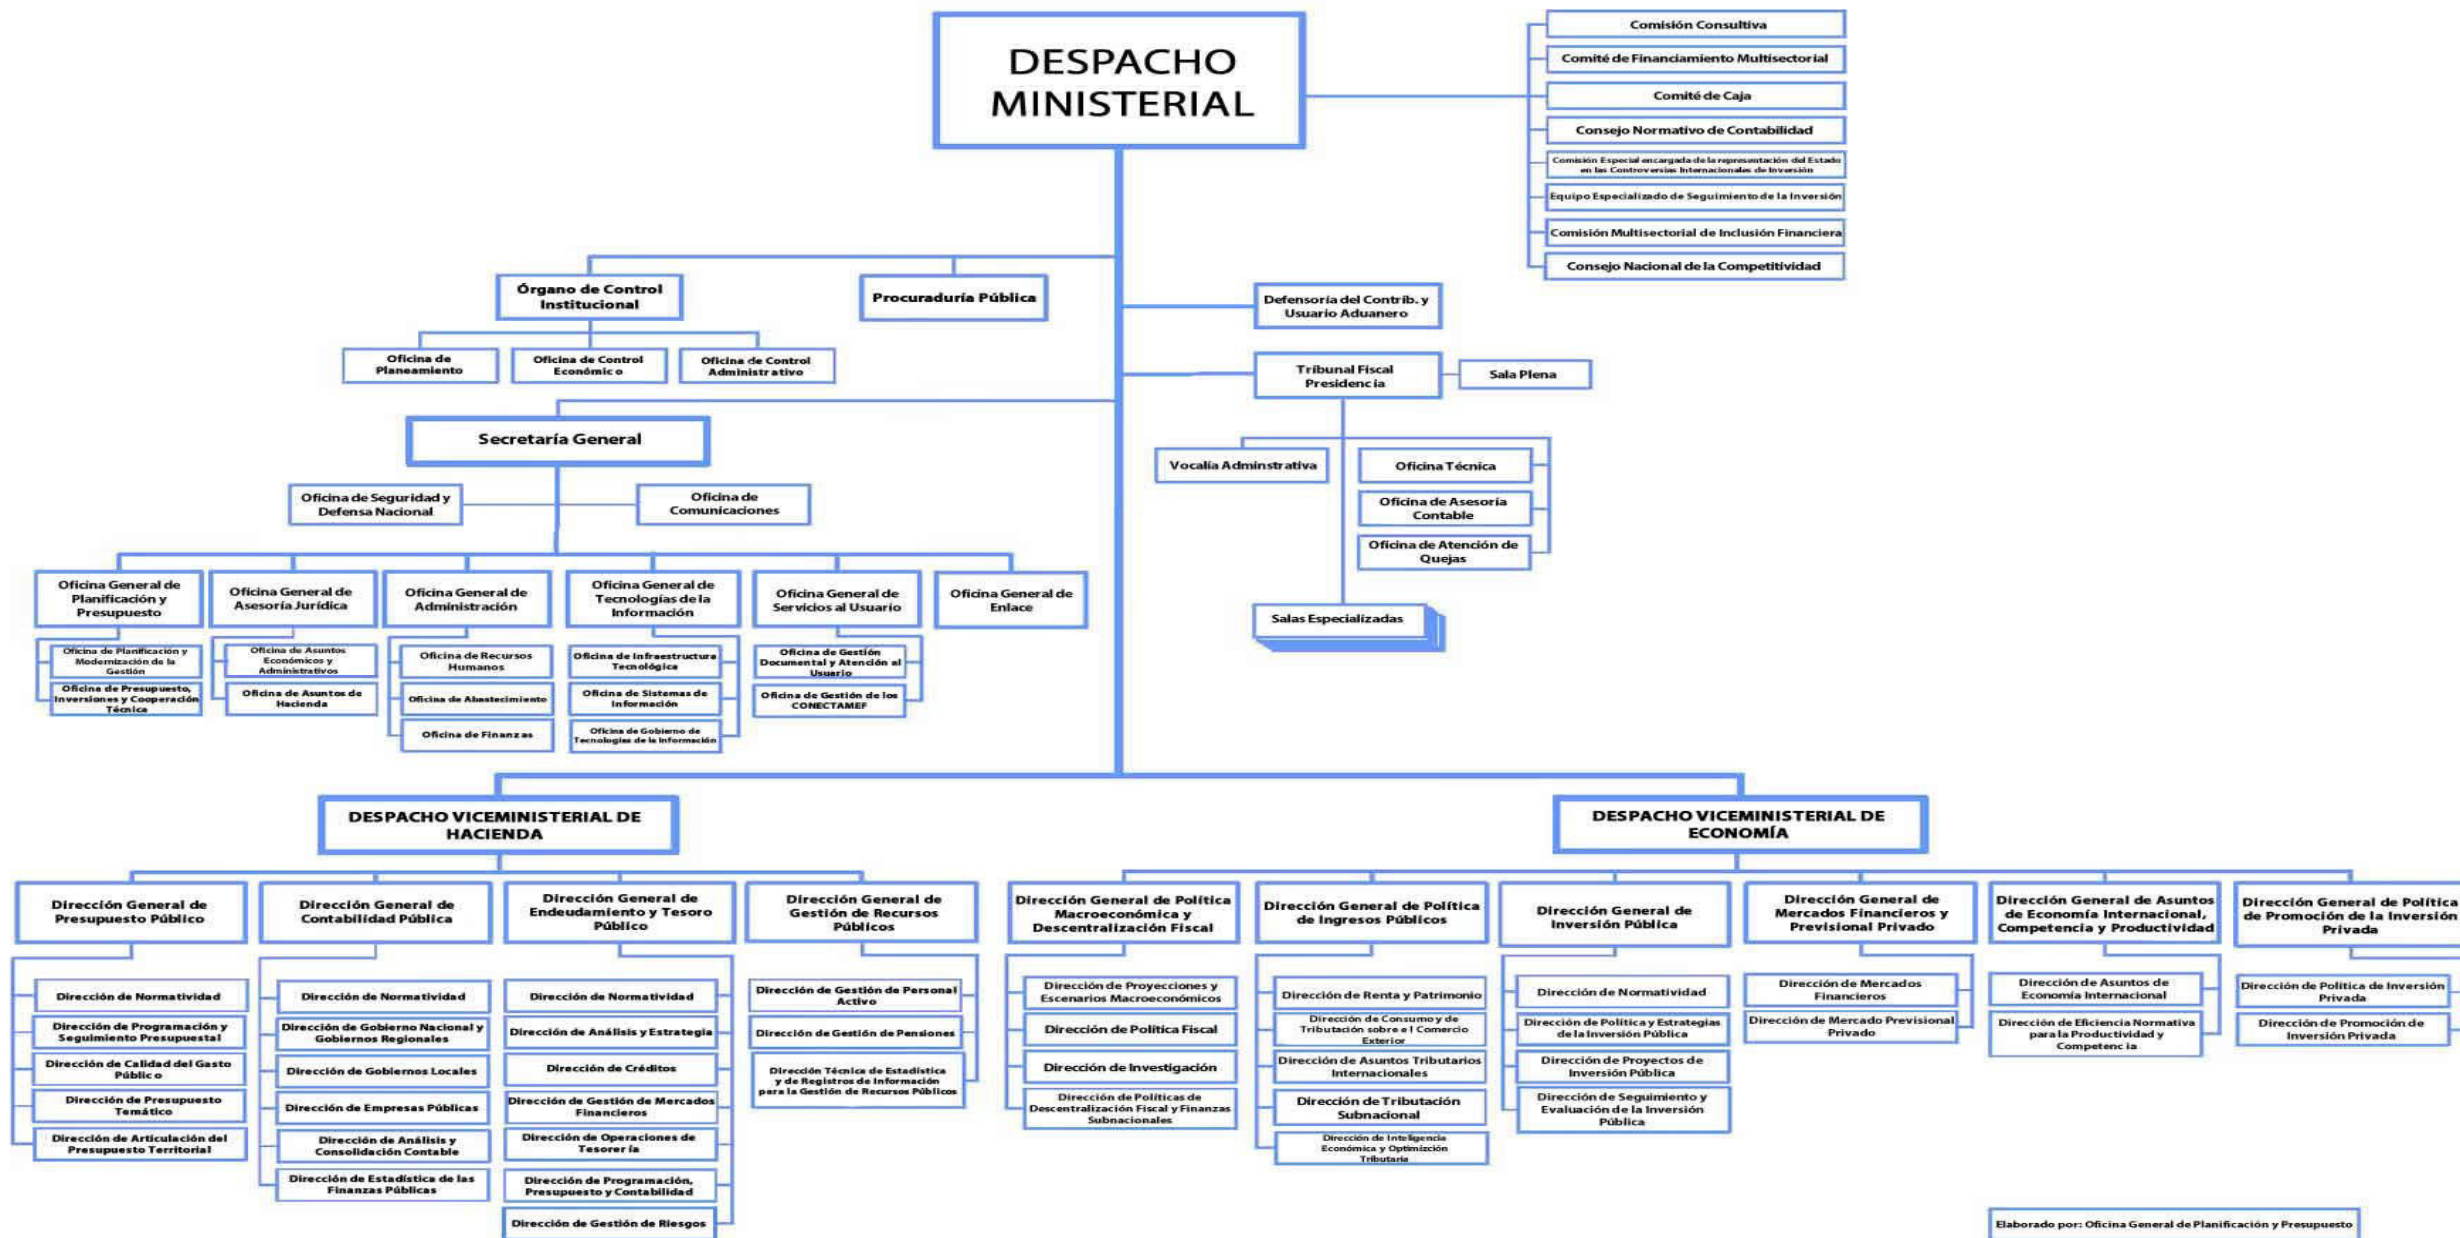 DESPACHO
MINISTERIAL
Comisión Consultiva
Comité de Financiamiento Multisectorial
Comité de Caja
Consejo Normativo de Contabilidad
Comisión Especial encargada de la representación del Estado
en las Controversias Internacionales de Inversión
Equipo Especializado de Seguimiento de la Inversión
Comisión Multisectorial de Inclusión Financiera
Consejo Nacional de la Competitividad
Órgano de Control
Institucional
Procuraduría Pública
Defensoría del Contrib. y
Usuario Aduanero
Oficina de
Planeamiento
Oficina de Control
Económico
Oficina de Control
Administrativo
Tribunal Fiscal
Presidencia
Sala Plena
Secretaría General
Vocalía Adminstrativa
Oficina Técnica
Oficina de Asesoría
Contable
Oficina de Atención de
Quejas
Salas Especializadas
Oficina de Seguridad y
Defensa Nacional
Oficina de
Comunicaciones
Oficina General de
Planificación y
Presupuesto
Oficina General de
Asesoría Jurídica
Oficina General de
Administración
Oficina General de
Tecnologías de la
Información
Oficina General de
Servicios al Usuario
Oficina General de
Enlace
Oficina de Planificación y
Modernización de la
Gestión
Oficina de Presupuesto,
Inversiones y Cooperación
Técnica
Oficina de Asuntos
Económicos y
Administrativos
Oficina de Asuntos de
Hacienda
Oficina de Recursos
Humanos
Oficina de Abastecimiento
Oficina de Finanzas
Oficina de Infraestructura
Tecnológica
Oficina de Sistemas de
Información
Oficina de Gobierno de
Tecnologías de la Información
Oficina de Gestión
Documental y Atención al
Usuario
Oficina de Gestión de los
CONECTAMEF
DESPACHO VICEMINISTERIAL DE
HACIENDA
DESPACHO VICEMINISTERIAL DE
ECONOMÍA
Dirección General de
Presupuesto Público
Dirección General de
Contabilidad Pública
Dirección General de
Endeudamiento y Tesoro
Público
Dirección General de
Gestión de Recursos
Públicos
Dirección General de Política
Macroeconómica y
Descentralización Fiscal
Dirección General de Política
de Ingresos Públicos
Dirección General de
Inversión Pública
Dirección General de
Mercados Financieros y
Previsional Privado
Dirección General de Asuntos
de Economía Internacional,
Competencia y Productividad
Dirección General de Política
de Promoción de la Inversión
Privada
Dirección de Normatividad
Dirección de Programación y
Seguimiento Presupuestal
Dirección de Calidad del Gasto
Público
Dirección de Presupuesto
Temático
Dirección de Articulación del
Presupuesto Territorial
Dirección de Normatividad
Dirección de Gobierno Nacional y
Gobiernos Regionales
Dirección de Gobiernos Locales
Dirección de Empresas Públicas
Dirección de Análisis y
Consolidación Contable
Dirección de Estadística de las
Finanzas Públicas
Dirección de Normatividad
Dirección de Análisis y Estrategia
Dirección de Créditos
Dirección de Gestión de Mercados
Financieros
Dirección de Operaciones de
Tesorería
Dirección de Programación,
Presupuesto y Contabilidad
Dirección de Gestión de Riesgos
Dirección de Gestión de Personal
Activo
Dirección de Gestión de Pensiones
Dirección Técnica de Estadística
y de Registros de Información
para la Gestión de Recursos Públicos
Dirección de Proyecciones y
Escenarios Macroeconómicos
Dirección de Política Fiscal
Dirección de Investigación
Dirección de Políticas de
Descentralización Fiscal y Finanzas
Subnacionales
Dirección de Renta y Patrimonio
Dirección de Consumo y de
Tributación sobre el Comercio
Exterior
Dirección de Asuntos Tributarios
Internacionales
Dirección de Tributación
Subnacional
Dirección de Inteligencia
Económica y Optimizción
Tributaria
Dirección de Normatividad
Dirección de Política y Estrategias
de la Inversión Pública
Dirección de Proyectos de
Inversión Pública
Dirección de Seguimiento y
Evaluación de la Inversión
Pública
Dirección de Mercados
Financieros
Dirección de Mercado Previsional
Privado
Dirección de Asuntos de
Economía Internacional
Dirección de Eficiencia Normativa
para la Productividad y
Competencia
Dirección de Política de Inversión
Privada
Dirección de Promoción de
Inversión Privada
Elaborado por: Oficina General de Planificación y Presupuesto